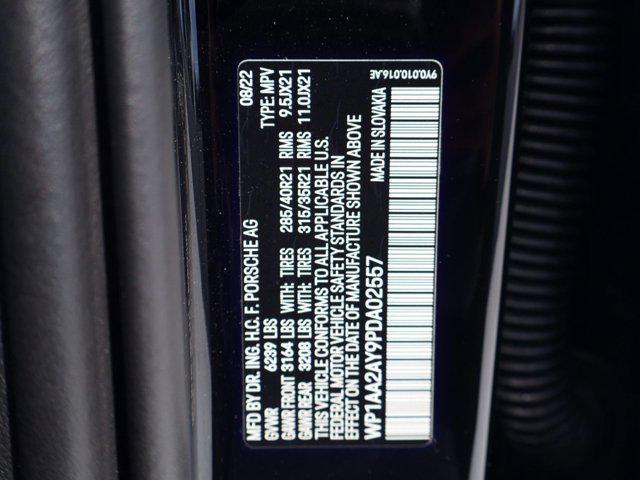 MFD BY DR. ING. H.C. F. PORSCHE AG 08/22
GVWR 6239 LBS TYPE: MPV
GAWR FRONT 3164 LBS WITH: TIRES 285/40R21 RIMS 9.5JX21
GAWR REAR 3208 LBS WITH: TIRES 315/35R21 RIMS 11.0JX21
THIS VEHICLE CONFORMS TO ALL APPLICABLE U.S.
FEDERAL MOTOR VEHICLE SAFETY STANDARDS IN
EFFECT ON THE DATE OF MANUFACTURE SHOWN ABOVE
WP1AA2AY9PDA02557 MADE IN SLOVAKIA
9Y0.010.016.AE